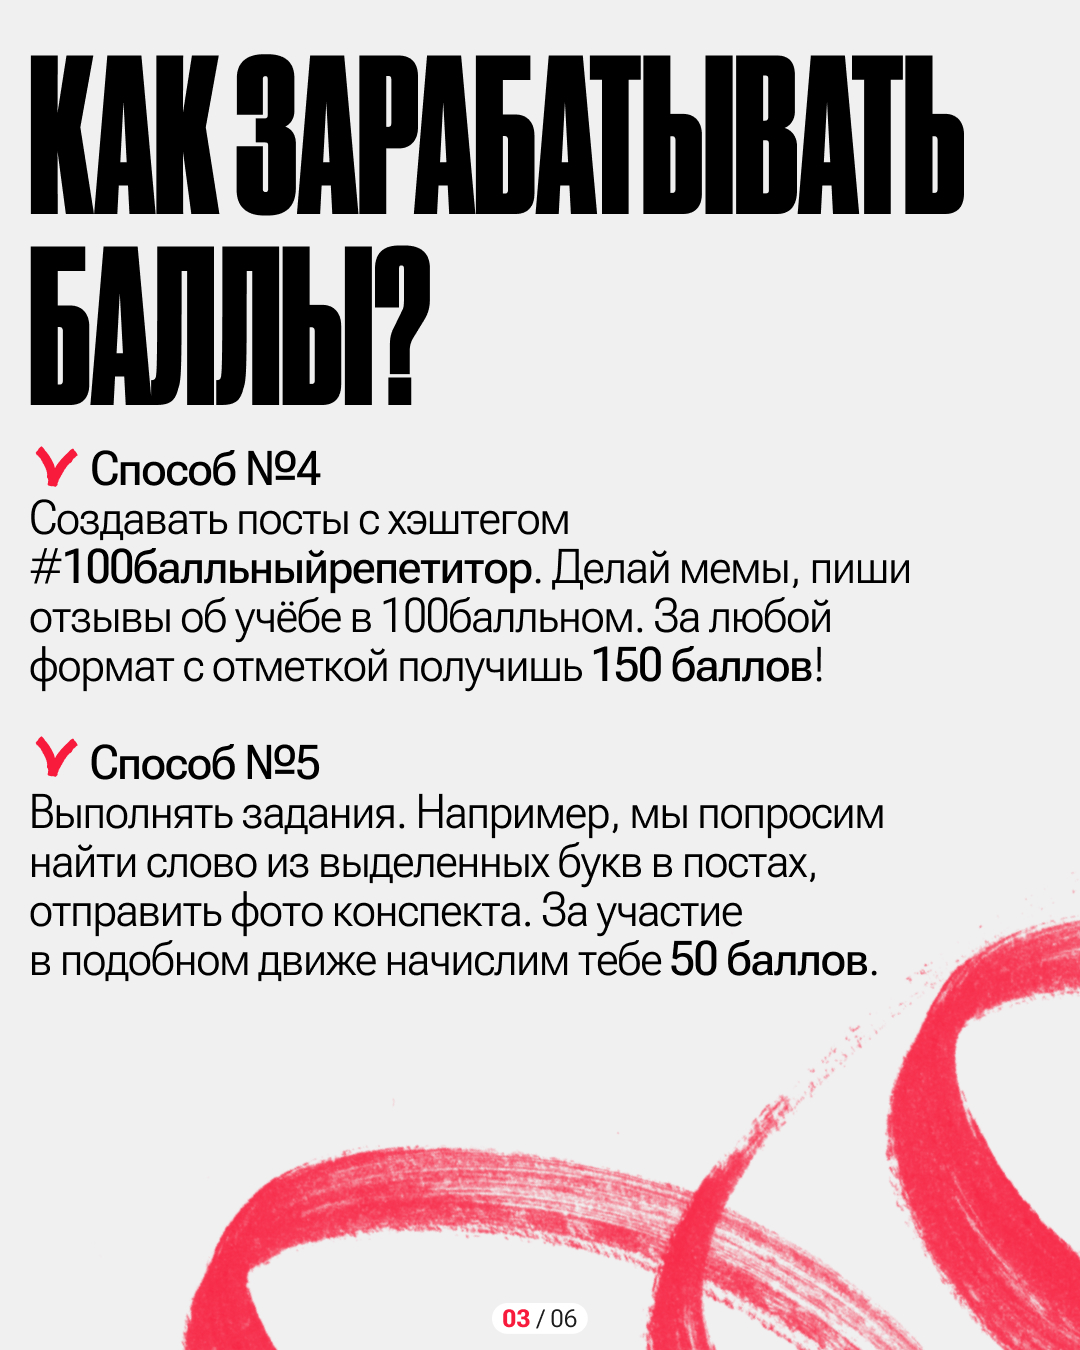 КАК ЗАРАБАТЫВАТЬ
БАЛЛЫ?
Способ №4
Создавать посты с хэштегом
#100балльныйрепетитор. Делай мемы, пиши
отзывы об учёбе в 100балльном. За любой
формат с отметкой получишь 150 баллов!
Способ №5
Выполнять задания. Например, мы попросим
найти слово из выделенных букв в постах,
отправить фото конспекта. За участие
в подобном движе начислим тебе 50 баллов.
03 / 06